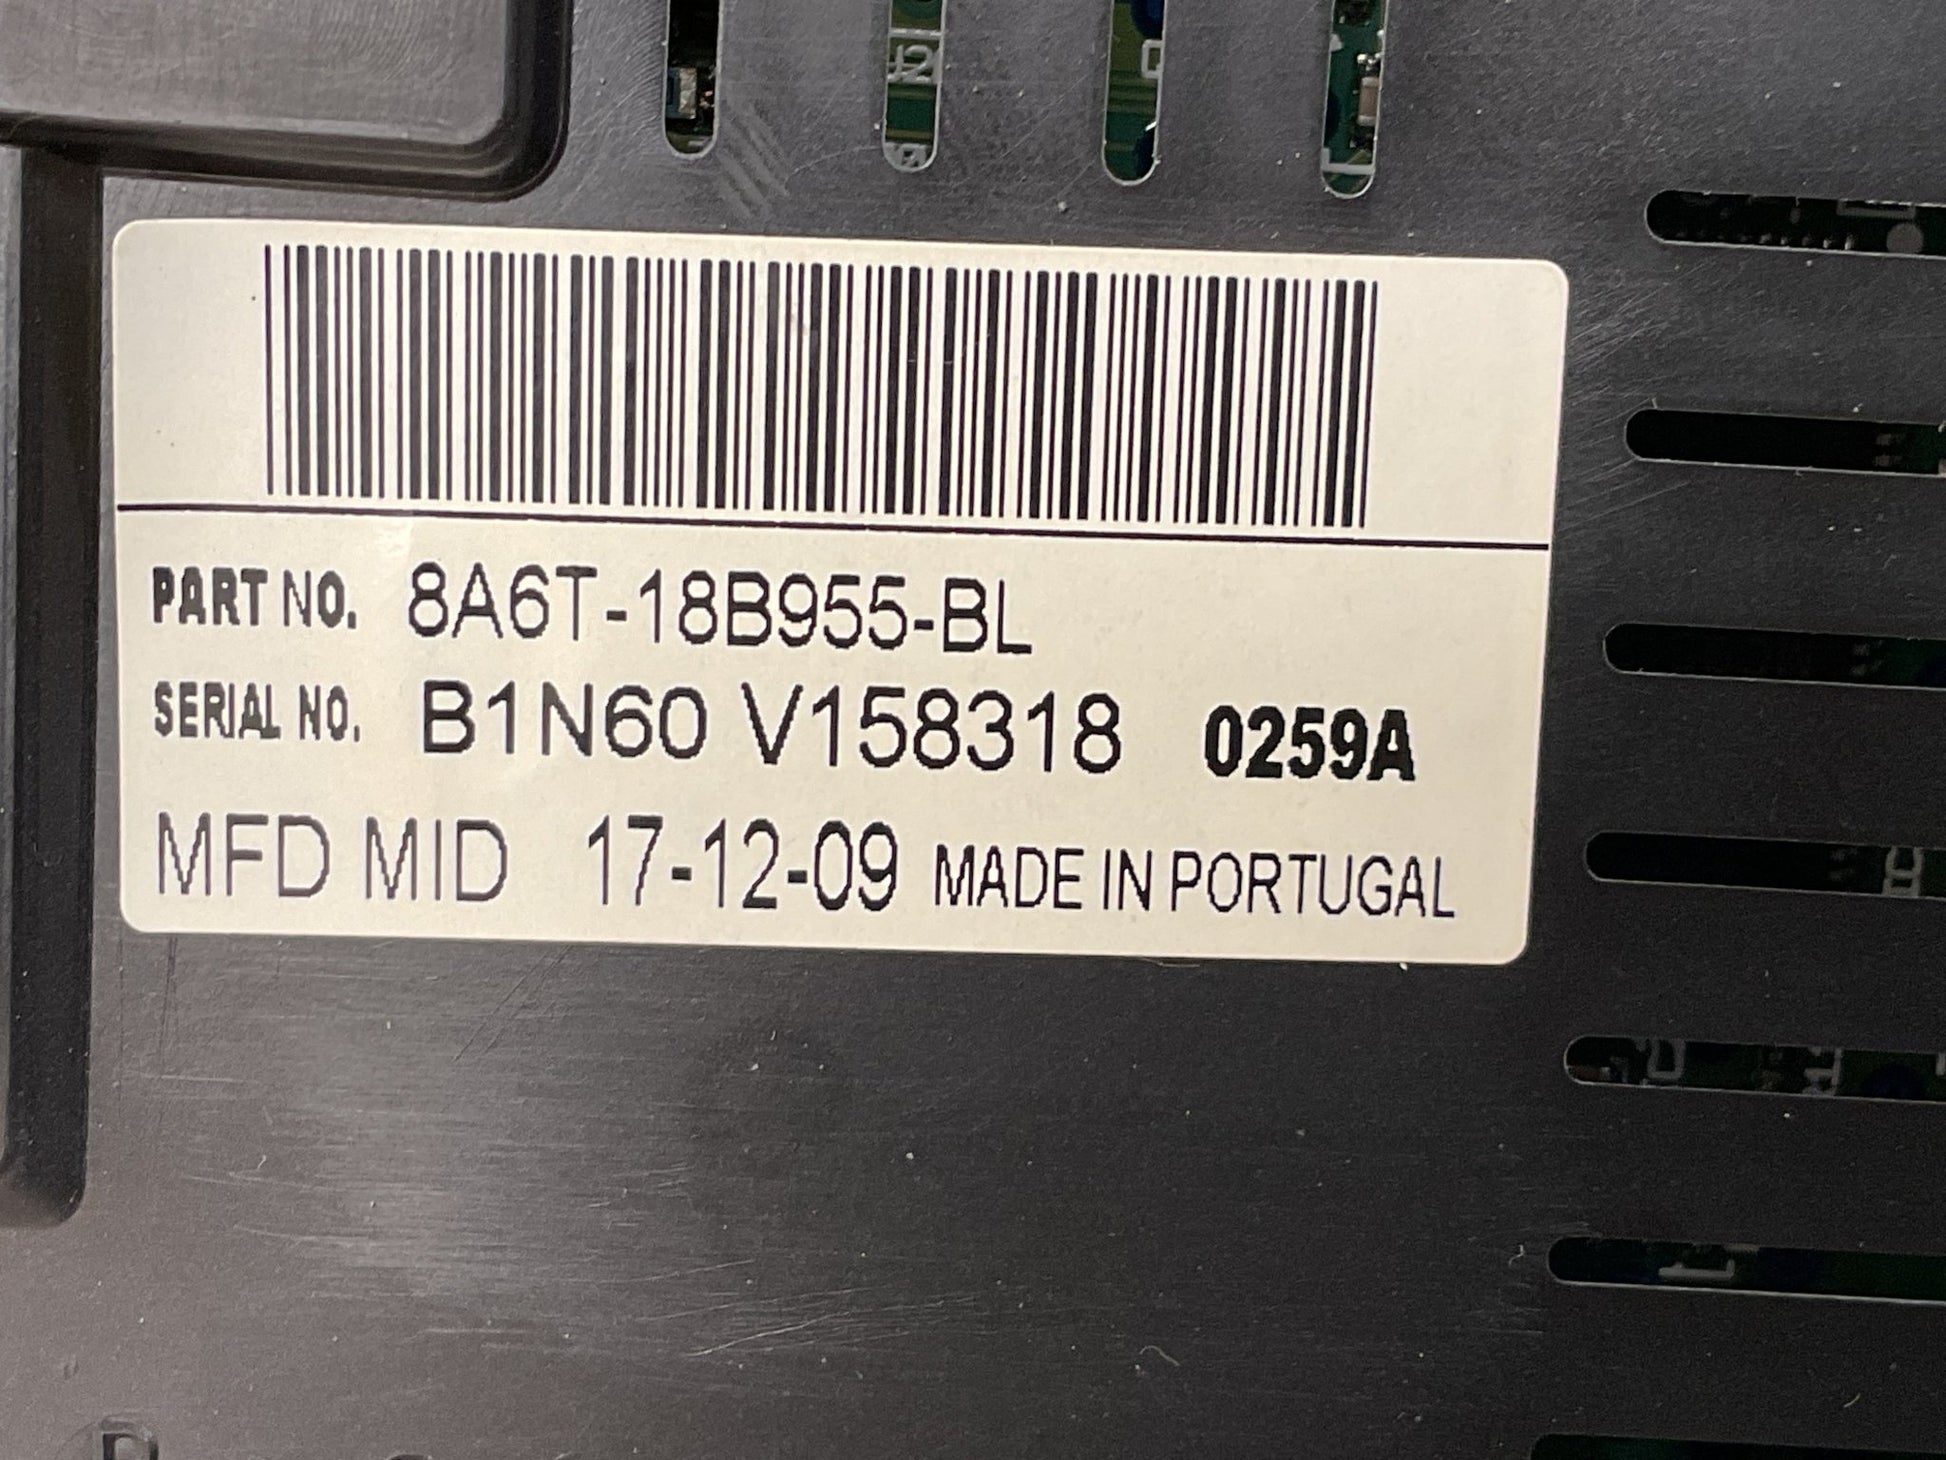 PART NO. 8A6T-18B955-BL
SERIAL NO. B1N60 V158318 0259A
MFD MID 17-12-09 MADE IN PORTUGAL